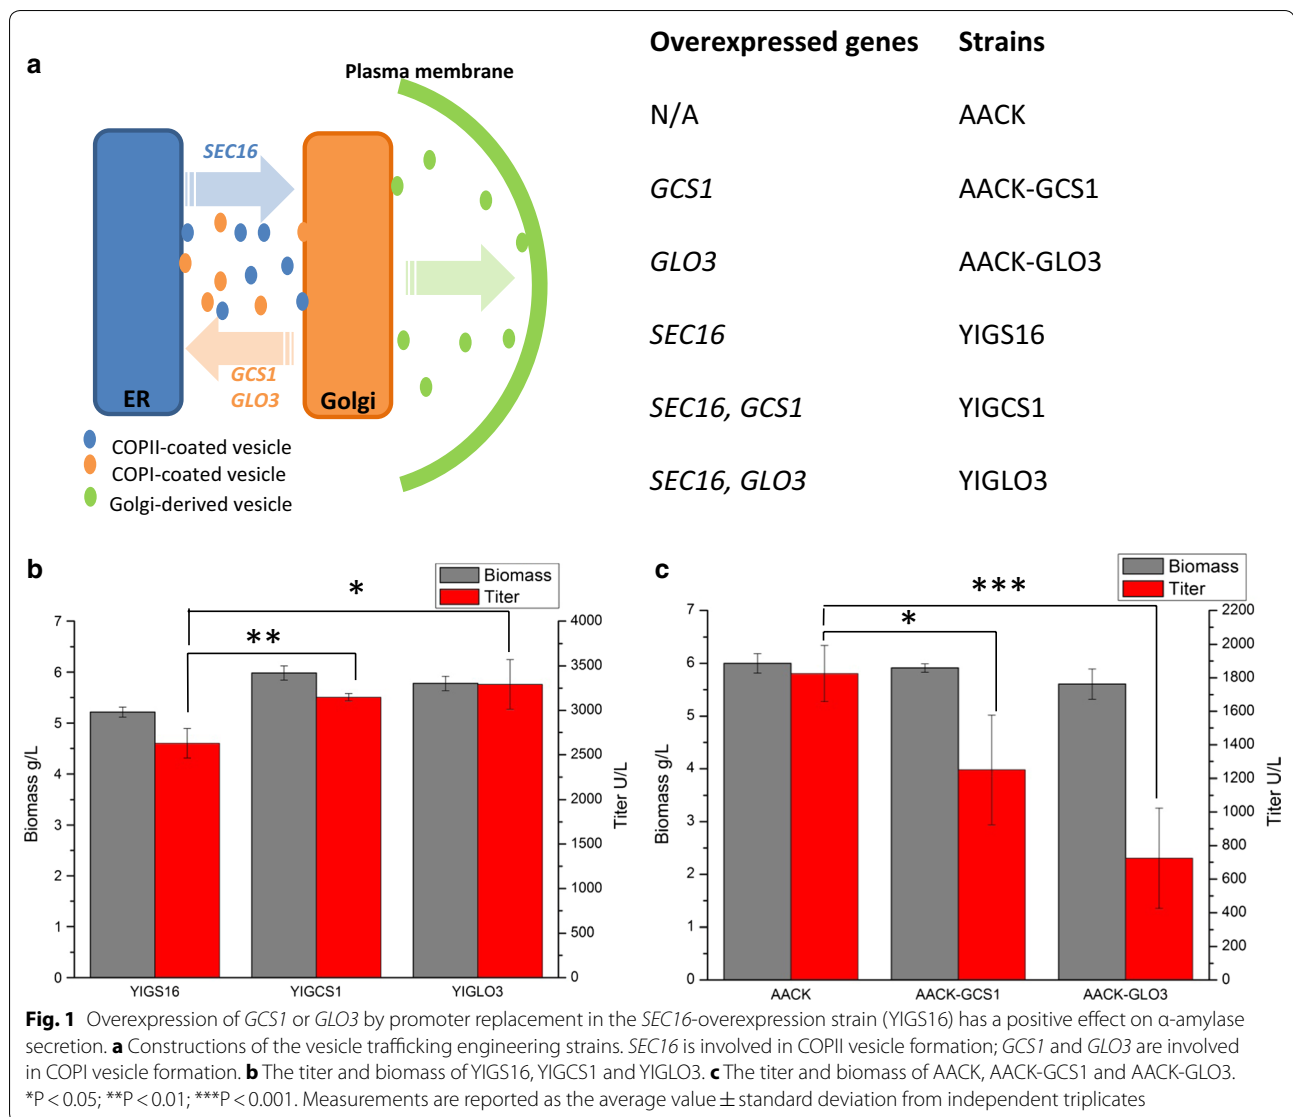 a
Plasma membrane
SEC16
GCS1
GLO3
ER
Golgi
COPII-coated vesicle
COPI-coated vesicle
Golgi-derived vesicle
Overexpressed genes Strains
N/A AACK
GCS1 AACK-GCS1
GLO3 AACK-GLO3
SEC16 YIGS16
SEC16, GCS1 YIGCS1
SEC16, GLO3 YIGLO3
b
Biomass
Titer
*
**
7
6
5
4
3
2
1
0
Biomass g/L
4000
3500
3000
2500
2000
1500
1000
500
0
Titer U/L
YIGS16 YIGCS1 YIGLO3
c
Biomass
Titer
***
*
7
6
5
4
3
2
1
0
Biomass g/L
2200
2000
1800
1600
1400
1200
1000
800
600
400
200
0
Titer U/L
AACK AACK-GCS1 AACK-GLO3
Fig. 1 Overexpression of GCS1 or GLO3 by promoter replacement in the SEC16-overexpression strain (YIGS16) has a positive effect on α-amylase
secretion. a Constructions of the vesicle trafficking engineering strains. SEC16 is involved in COPII vesicle formation; GCS1 and GLO3 are involved
in COPI vesicle formation. b The titer and biomass of YIGS16, YIGCS1 and YIGLO3. c The titer and biomass of AACK, AACK-GCS1 and AACK-GLO3.
*P < 0.05; **P < 0.01; ***P < 0.001. Measurements are reported as the average value ± standard deviation from independent triplicates